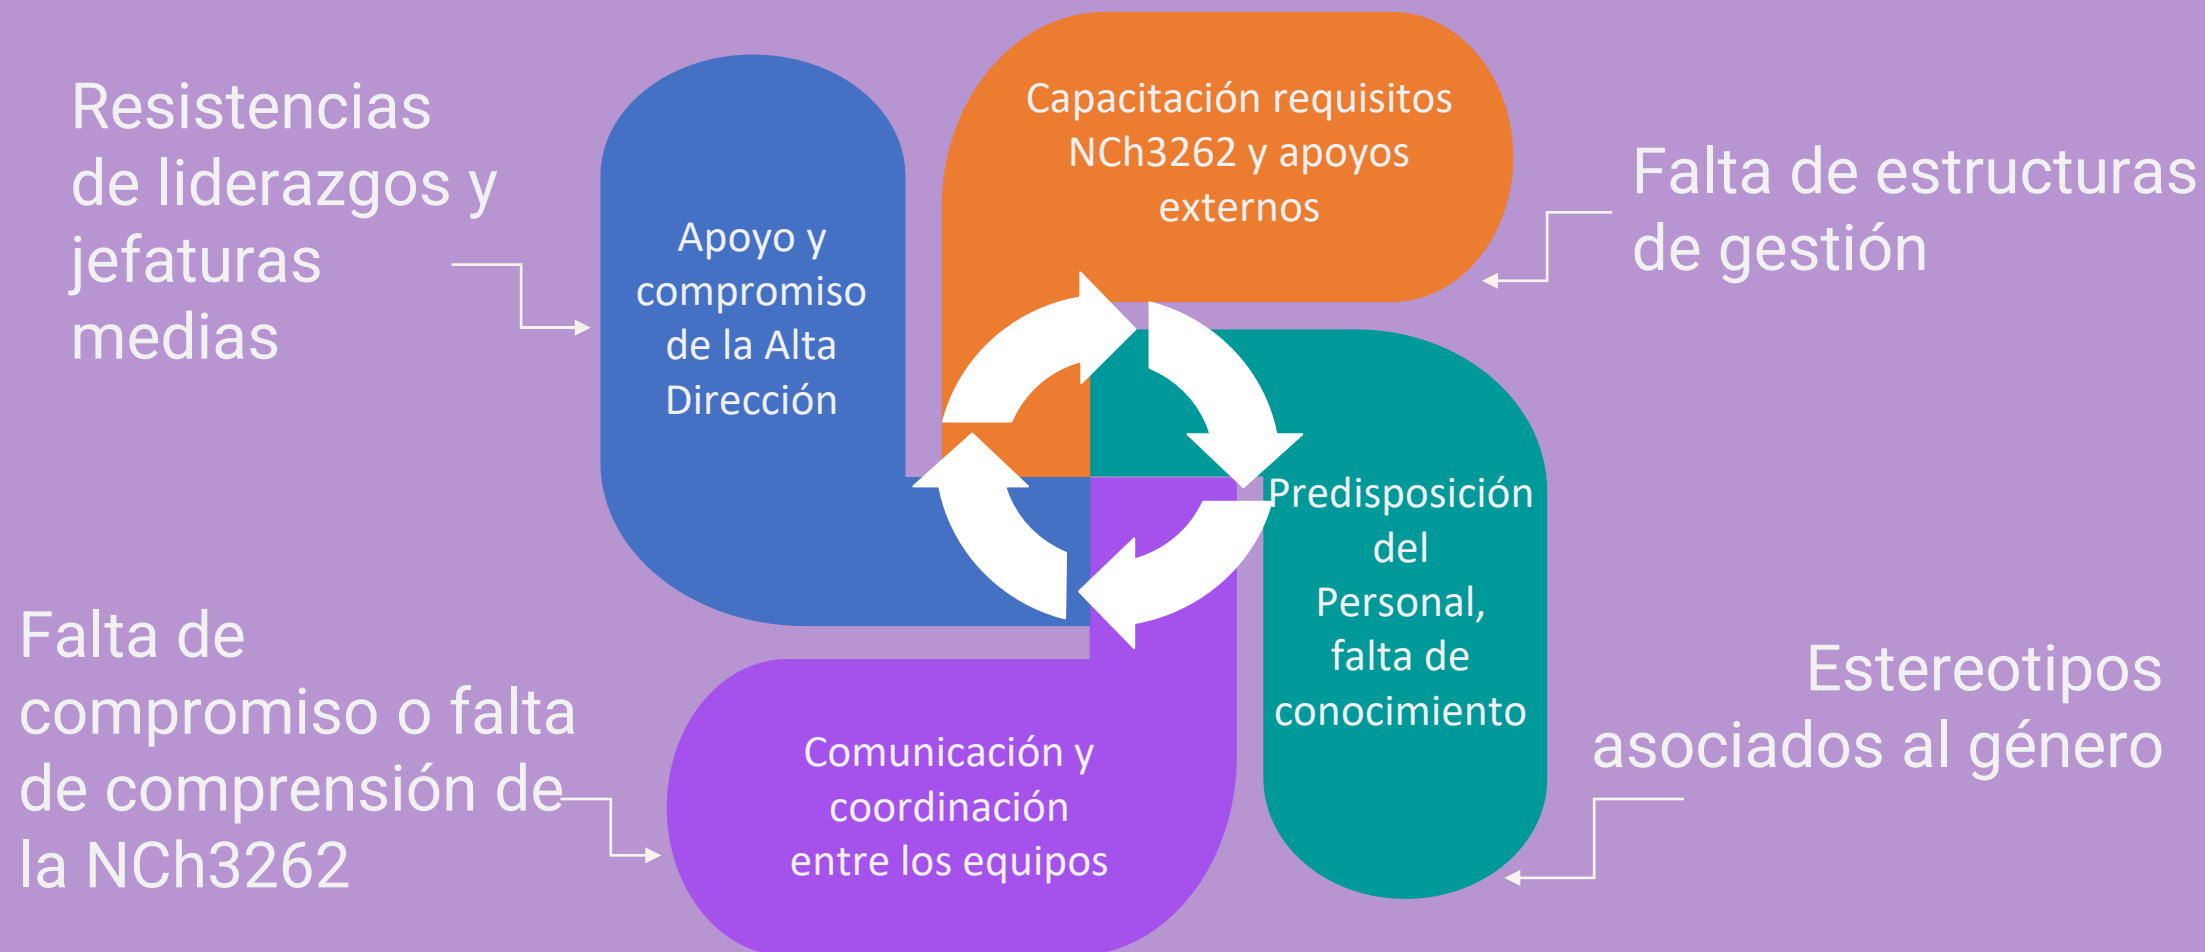 Resistencias
de liderazgos y
jefaturas
medias
Apoyo y
compromiso
de la Alta
Dirección
Capacitación requisitos
NCh3262 y apoyos
externos
Falta de estructuras
de gestión
Falta de
compromiso o falta
de comprensión de
la NCh3262
Comunicación y
coordinación
entre los equipos
Predisposición
del
Personal,
falta de
conocimiento
Estereotipos
asociados al género